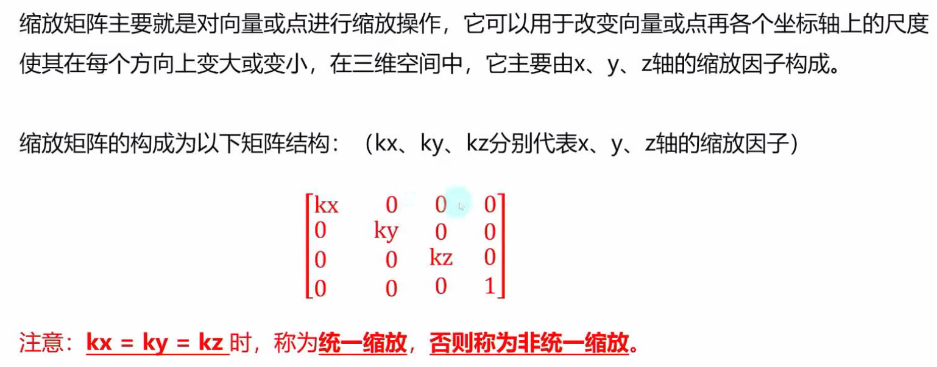 缩放矩阵主要就是对向量或点进行缩放操作，它可以用于改变向量或点再各个坐标轴上的尺度
使其在每个方向上变大或变小，在三维空间中，它主要由x、y、z轴的缩放因子构成。
缩放矩阵的构成为以下矩阵结构：（kx、ky、kz分别代表x、y、z轴的缩放因子）
kx 0 0 0
0 ky 0 0
0 0 kz 0
0 0 0 1
注意：kx = ky = kz 时，称为统一缩放，否则称为非统一缩放。